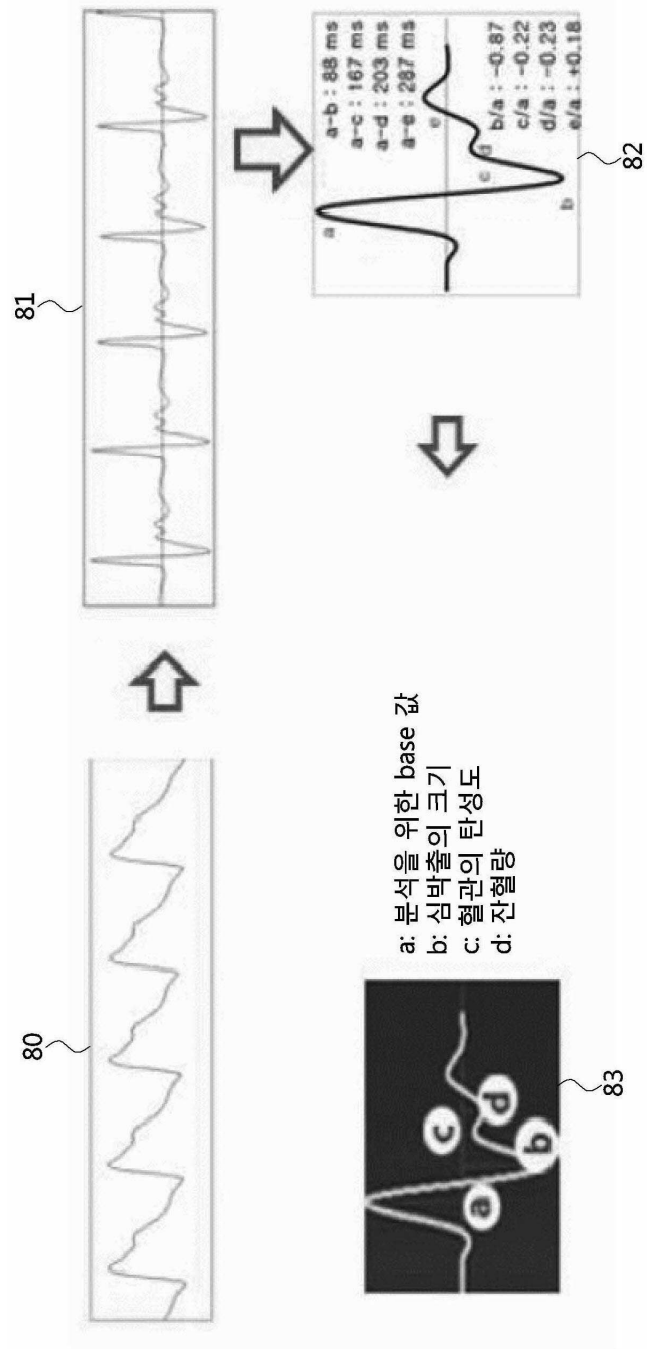 80
81
a
b
c
d
e
a-b : 88 ms
a-c : 167 ms
a-d : 203 ms
a-e : 287 ms
b/a : -0.87
c/a : -0.22
d/a : -0.23
e/a : +0.18
82
a
b
c
d
83
a: 분석을 위한 base 값
b: 심박출의 크기
c: 혈관의 탄성도
d: 잔혈량